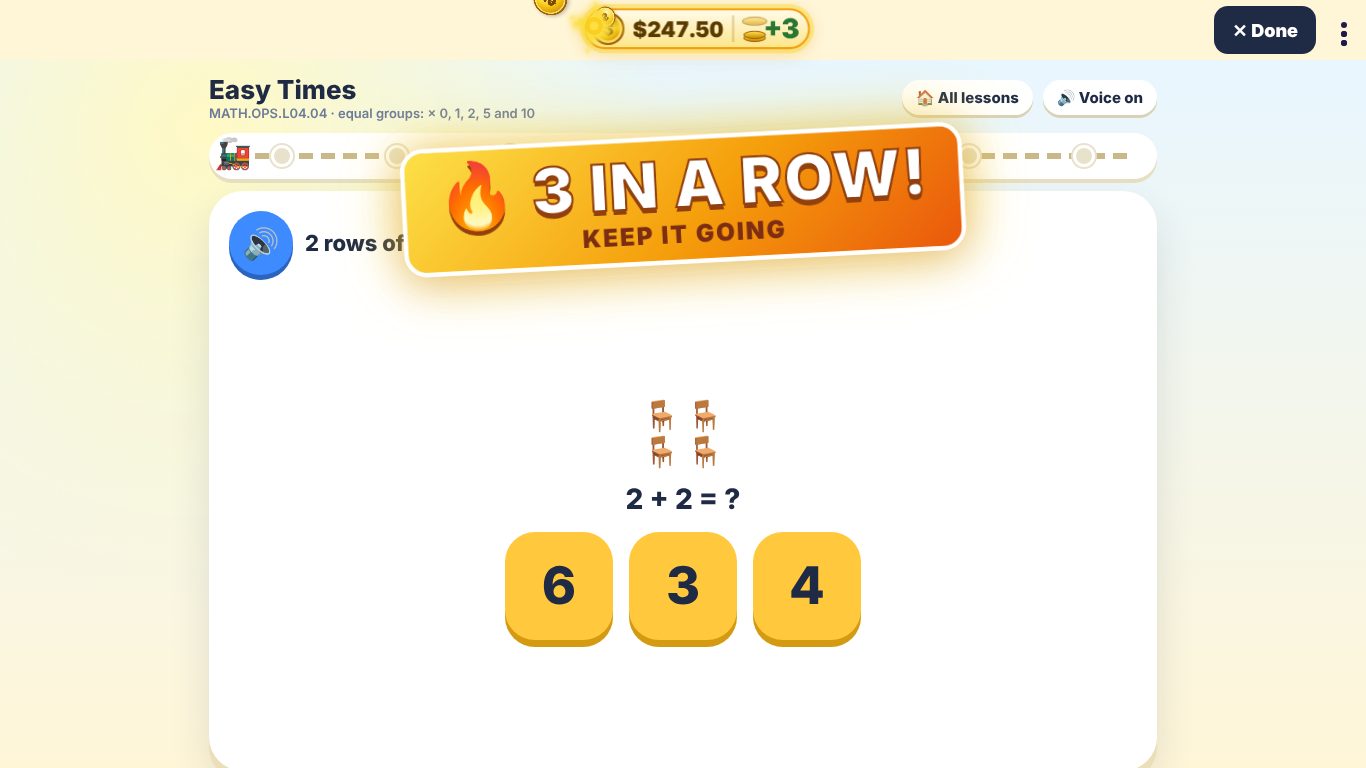 $247.50 +3
✕ Done
Easy Times
MATH.OPS.L04.04 · equal groups: × 0, 1, 2, 5 and 10
🏠 All lessons
🔊 Voice on
3 IN A ROW!
KEEP IT GOING
2 rows of
2 + 2 = ?
6 3 4